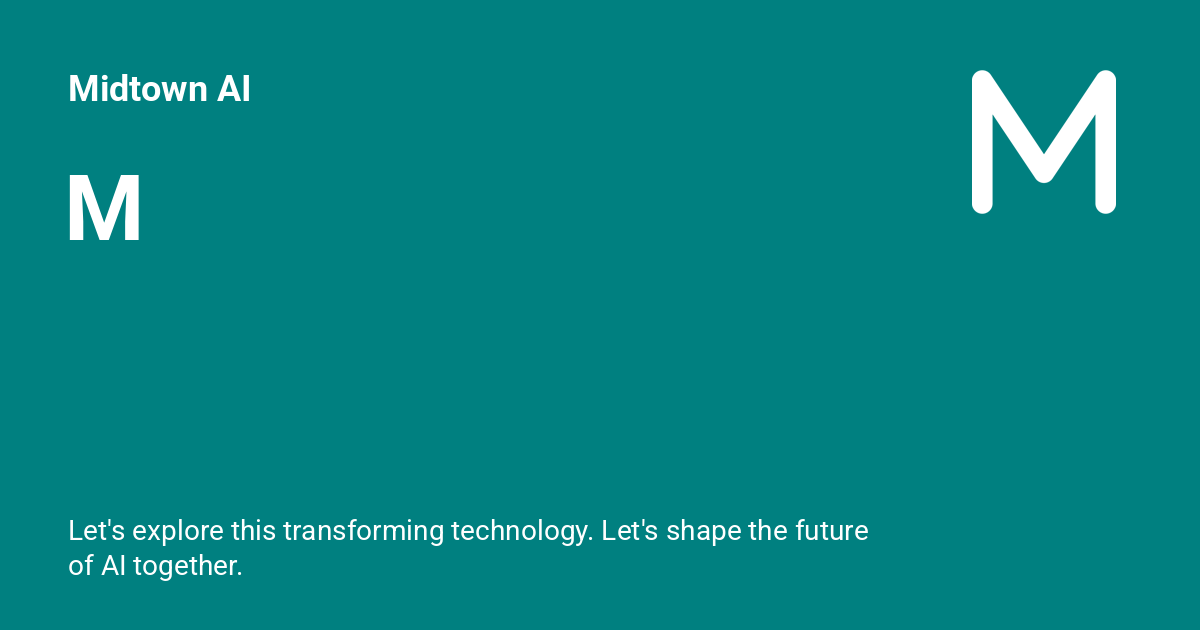 Midtown AI
M
M
Let's explore this transforming technology. Let's shape the future
of AI together.